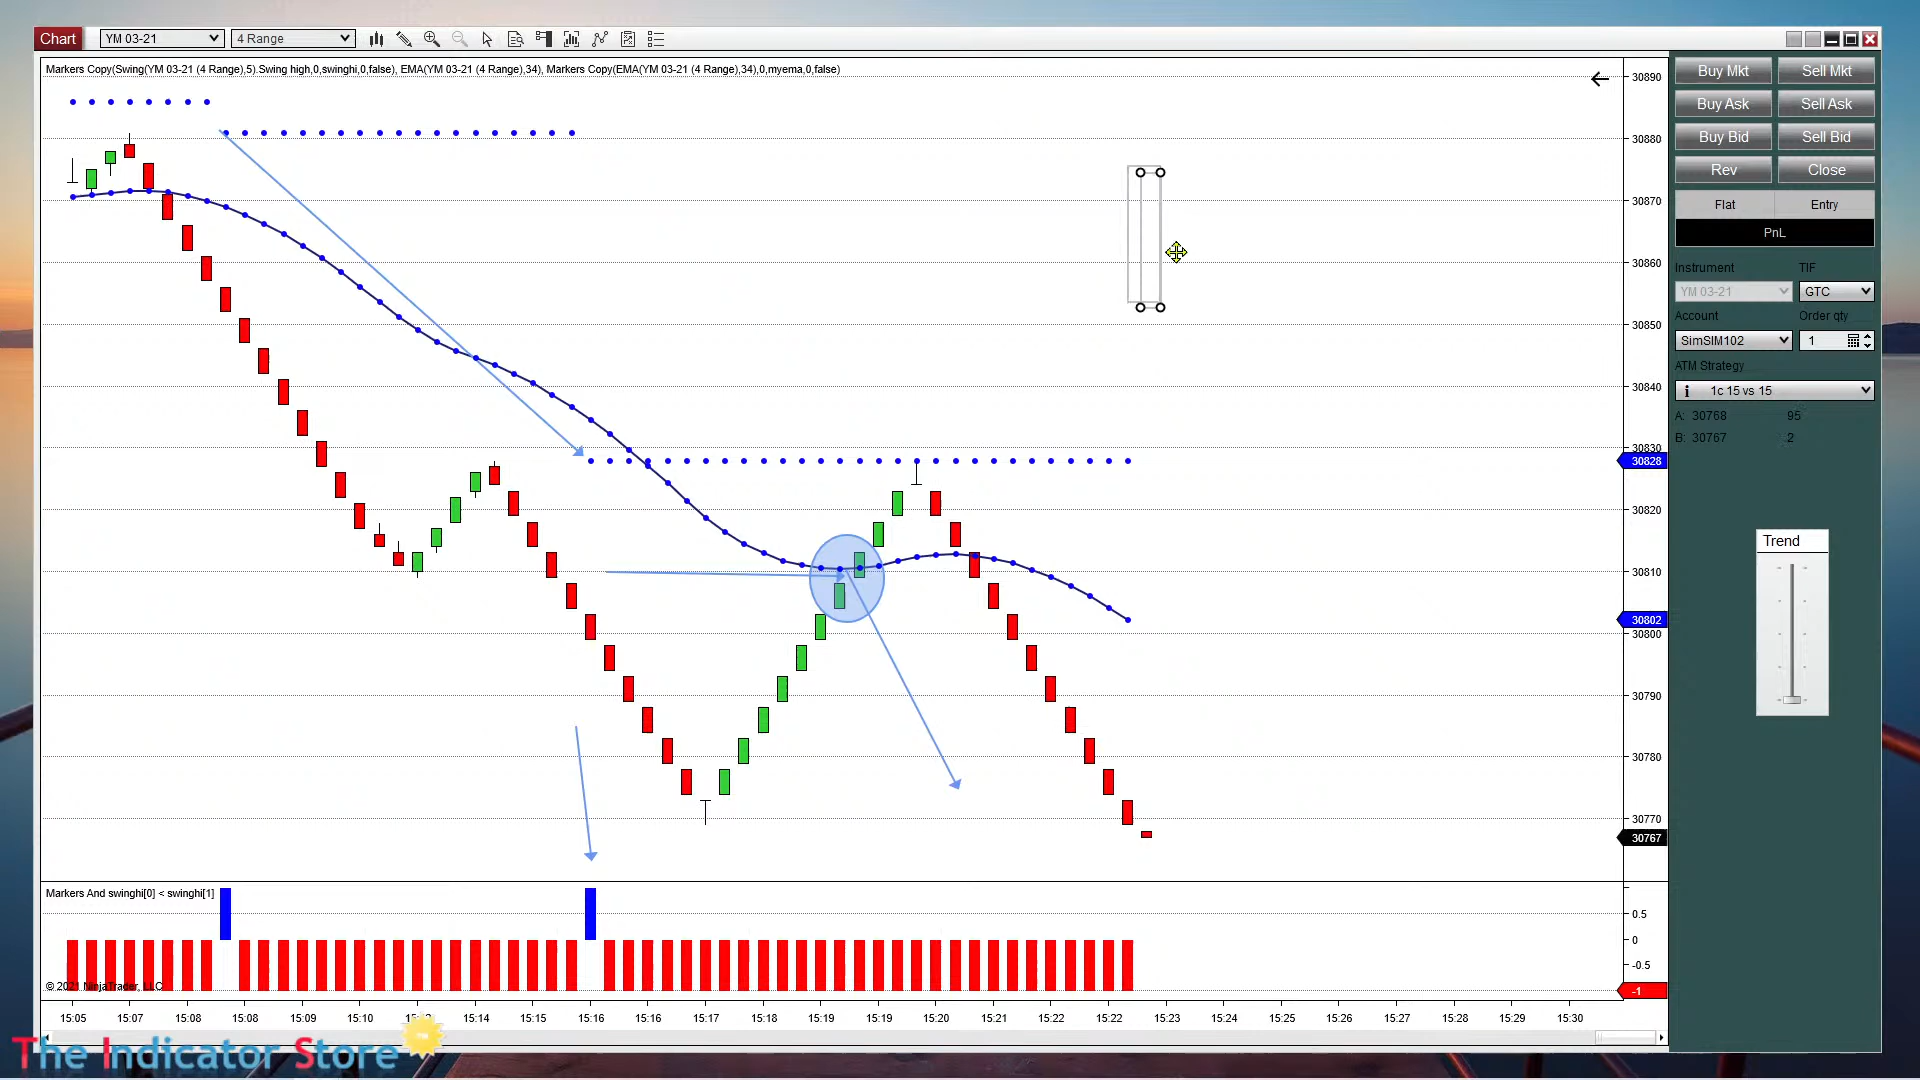 Chart YM 03-21 4 Range
Markers Copy(Swing(YM 03-21 (4 Range),5).Swing high,0,swinghi,0,false), EMA(YM 03-21 (4 Range),34), Markers Copy(EMA(YM 03-21 (4 Range),34),0,myema,0,false)
30890
30880
30870
30860
30850
30840
30830
30828
30820
30810
30802
30800
30790
30780
30770
30767
Markers And swinghi[0] < swinghi[1]
0.5
0
-0.5
-1
© 2021 NinjaTrader, LLC
15:05 15:07 15:08 15:08 15:09 15:10 15:13 15:14 15:15 15:16 15:16 15:17 15:18 15:19 15:19 15:20 15:21 15:22 15:22 15:23 15:24 15:25 15:26 15:27 15:28 15:29 15:30
Buy Mkt Sell Mkt
Buy Ask Sell Ask
Buy Bid Sell Bid
Rev Close
Flat Entry
PnL
Instrument TIF
YM 03-21 GTC
Account Order qty
SimSIM102 1
ATM Strategy
i 1c 15 vs 15
A: 30768 95
B: 30767 2
Trend
The Indicator Store